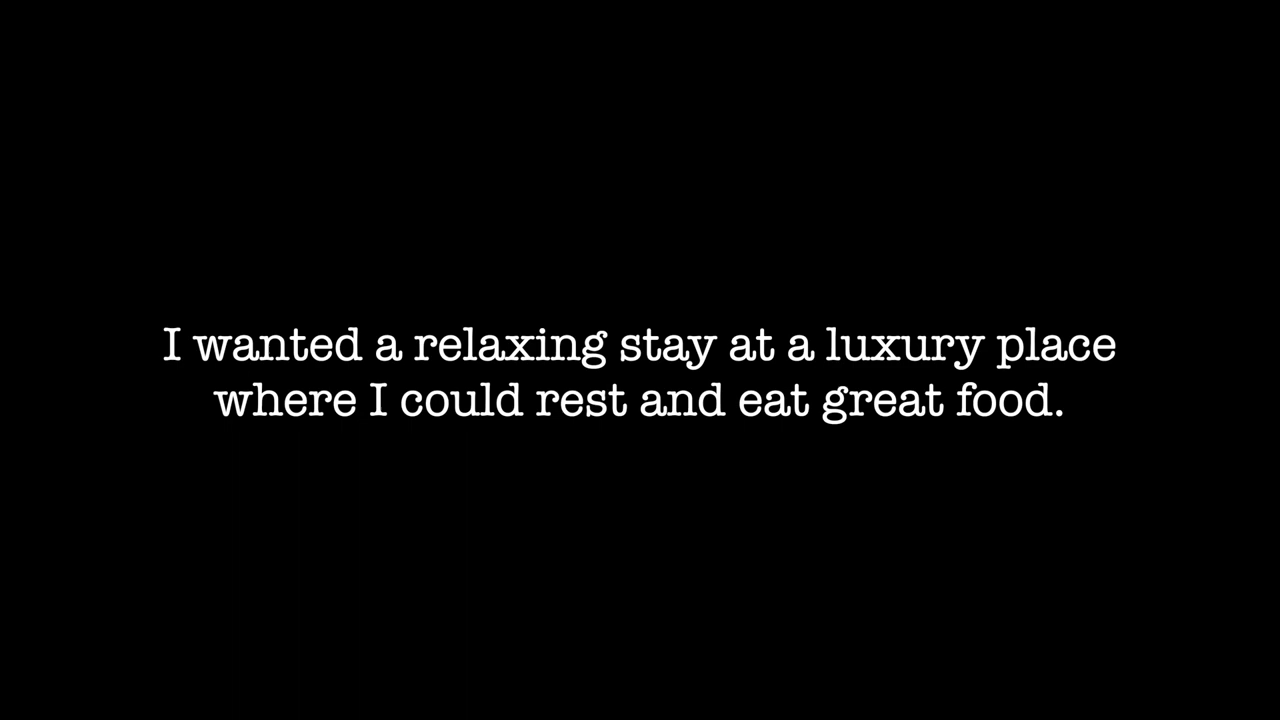 I wanted a relaxing stay at a luxury place
where I could rest and eat great food.